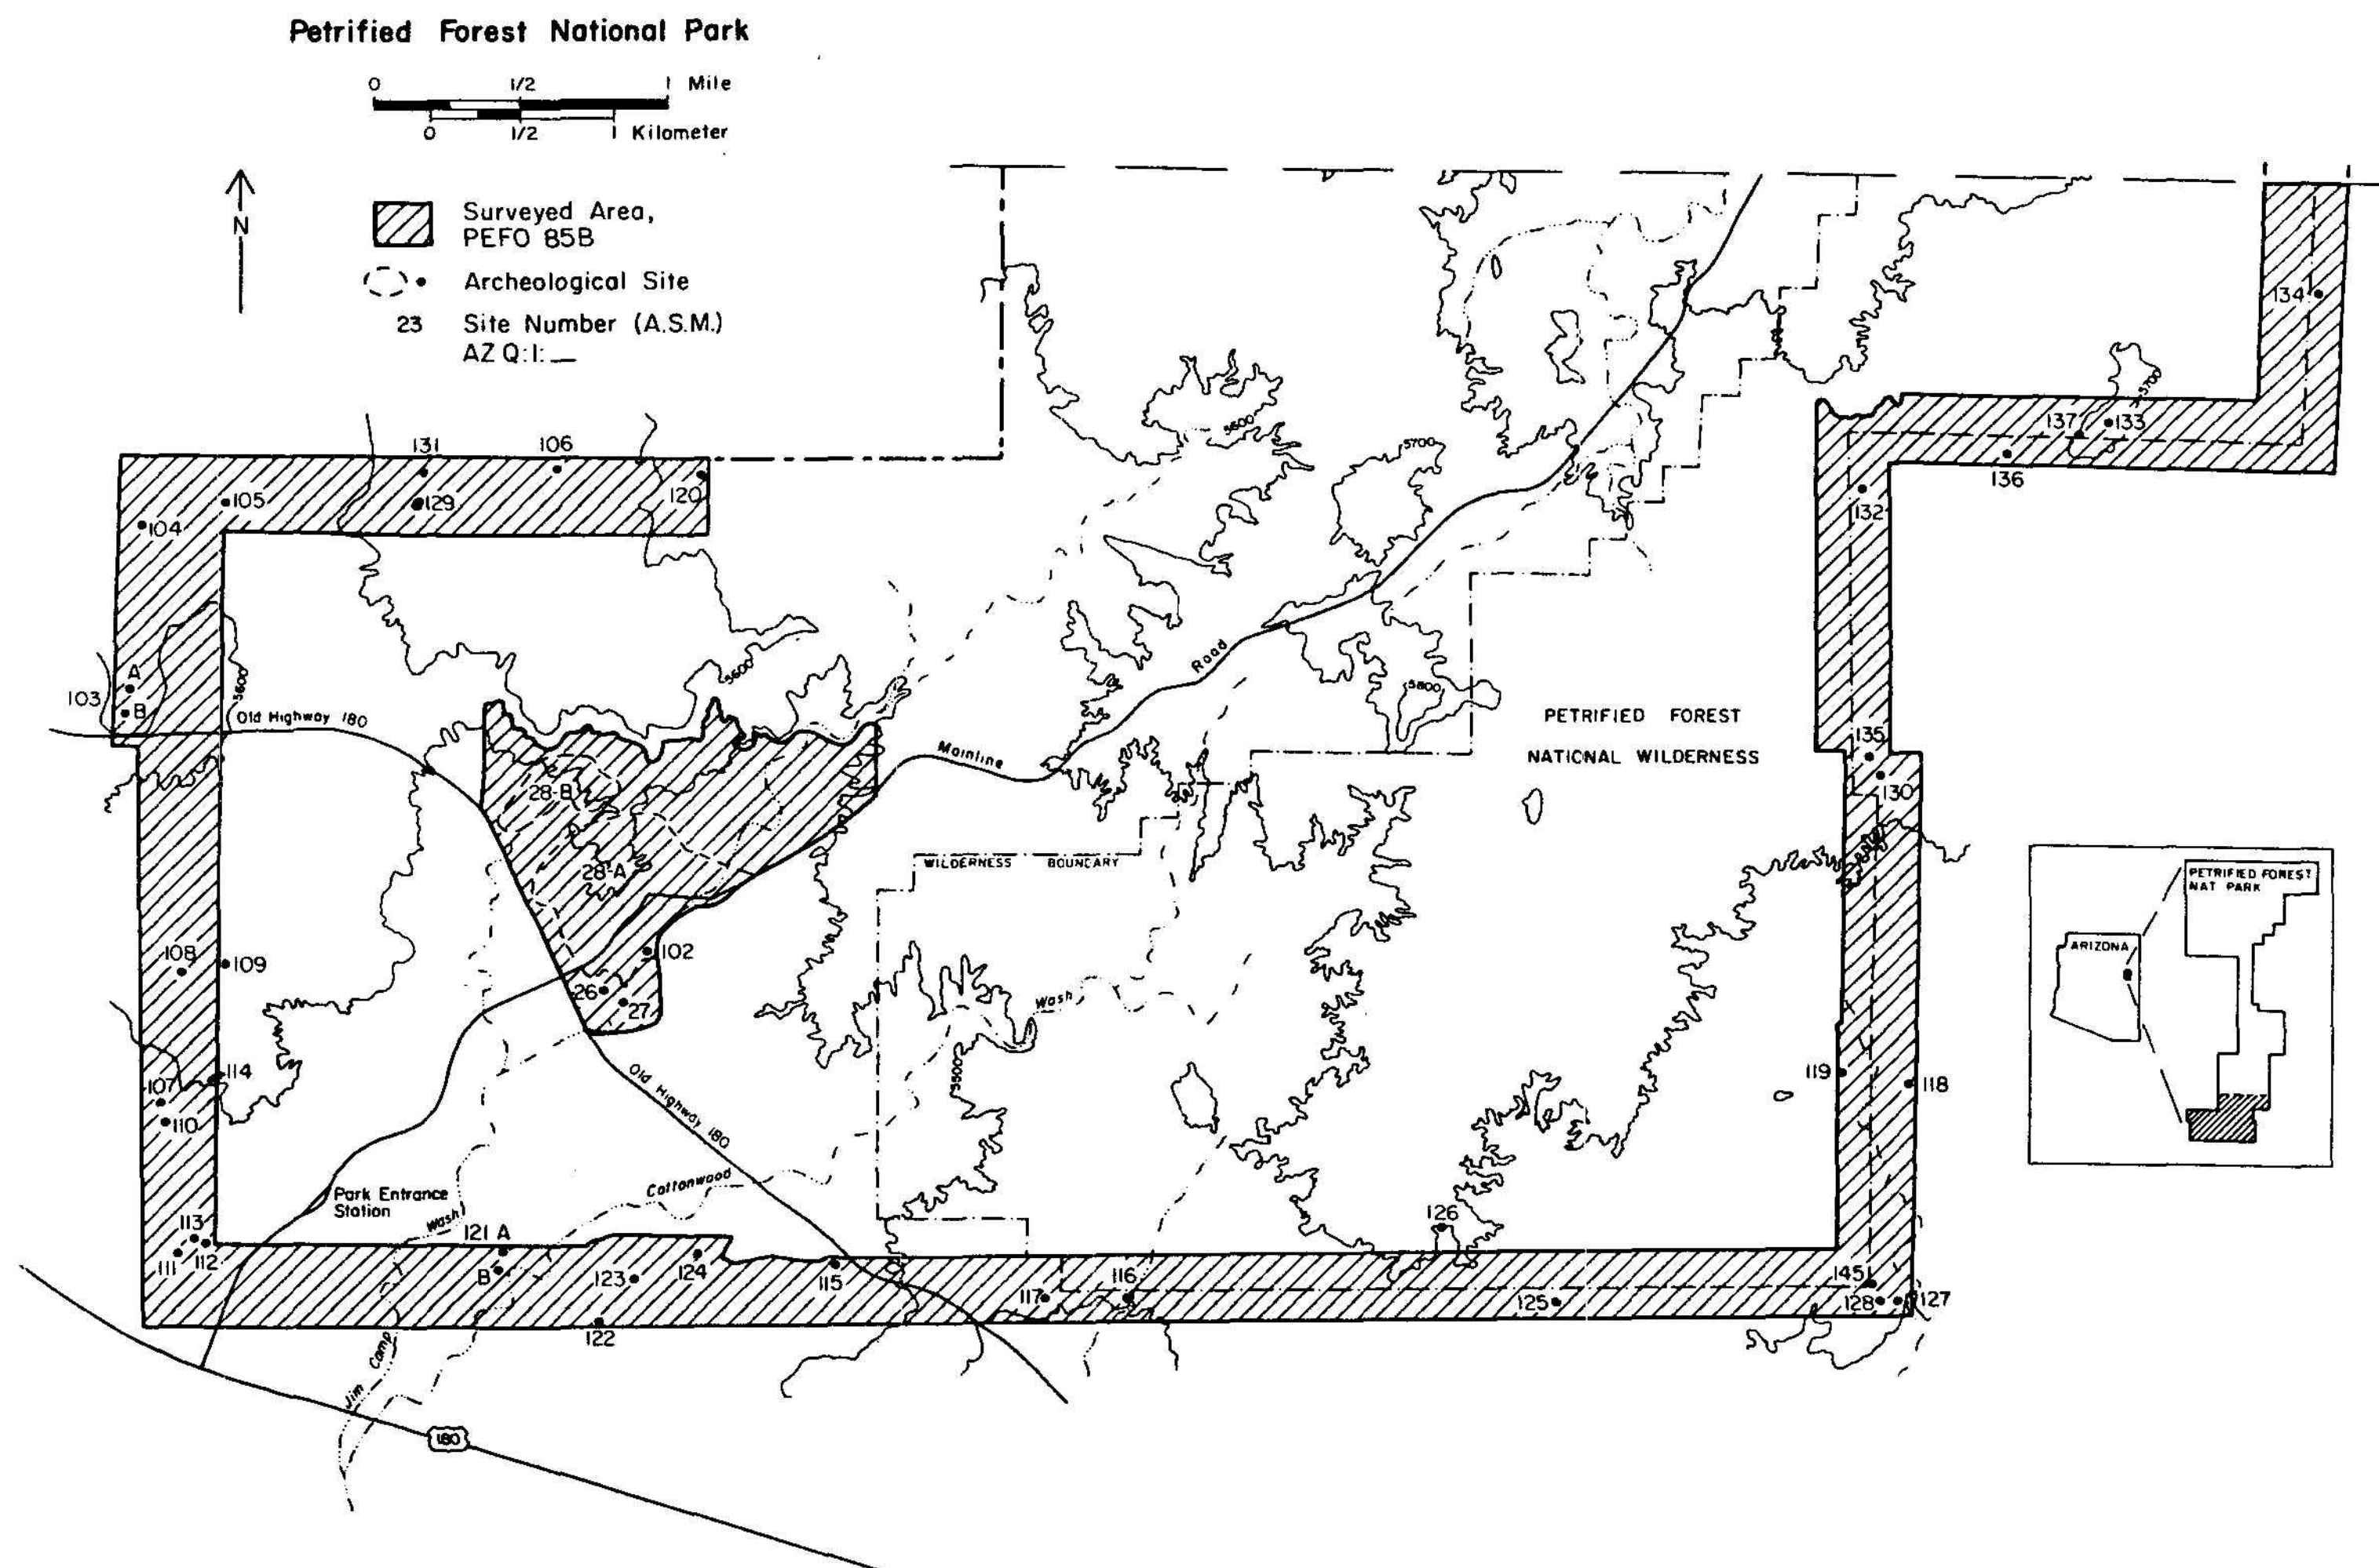 Petrified Forest National Park
0 1/2 1 Mile
0 1/2 1 Kilometer
N
Surveyed Area,
PEFO 85B
Archeological Site
23 Site Number (A.S.M.)
AZ Q:1:__
134
5700
137 133
136
132
131 106
105 129 120
104
5600
5700
103 A
B
5600
Old Highway 180
5600
Road
Mainline
5800
PETRIFIED FOREST
NATIONAL WILDERNESS
135
130
28-B
28-A
WILDERNESS BOUNDARY
PETRIFIED FOREST
NAT PARK
ARIZONA
108
109
102
26
27
Wash
5500
119
118
114
107
110
Old Highway 180
Park Entrance
Station
Cottonwood
Wash
113
111 112
121 A
B
123
124
115
122
117
116
126
125
145
128 127
Jim Camp
180